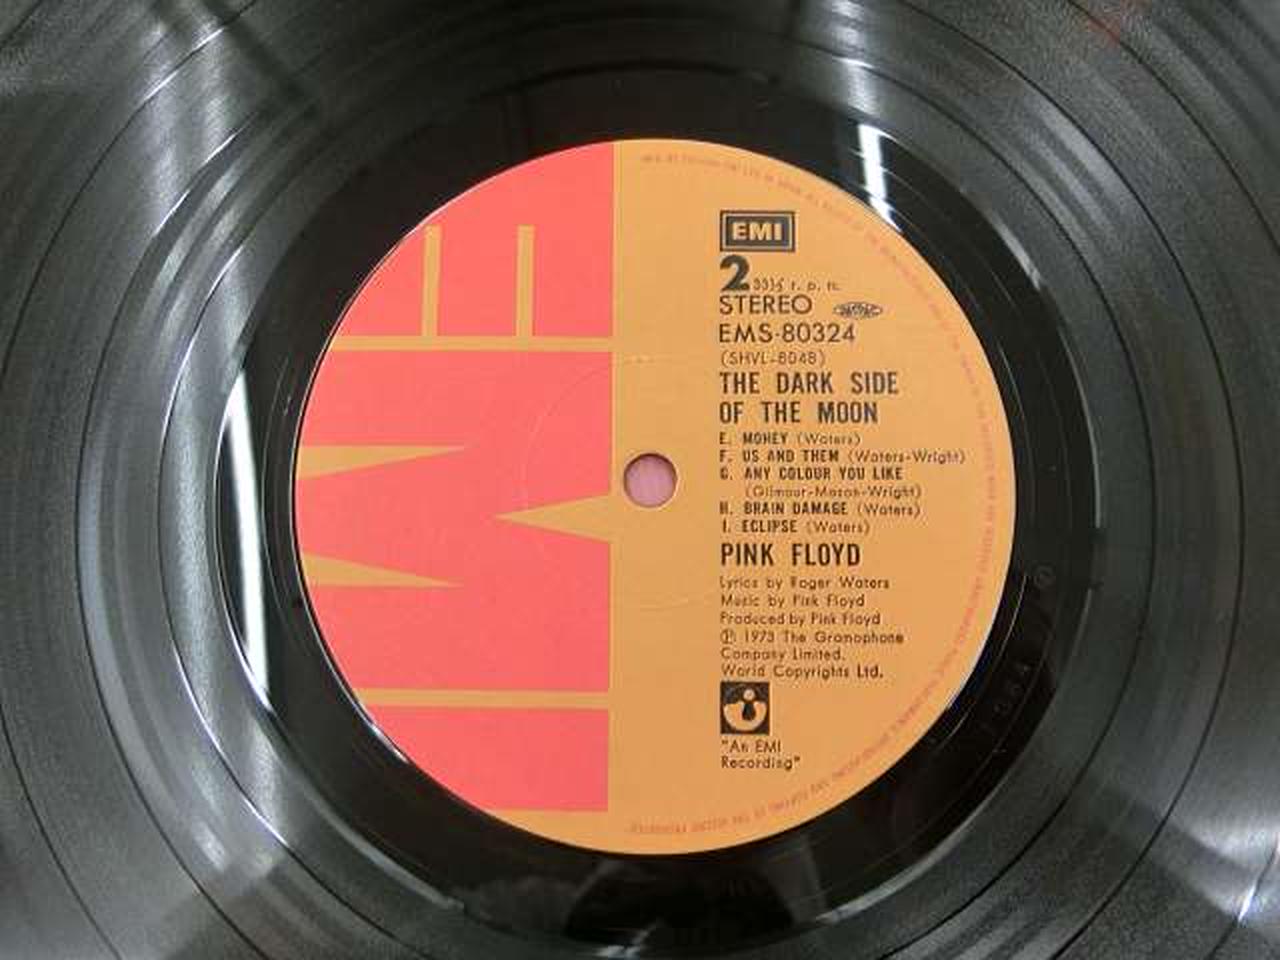 EMI
EMI
2 33⅓ r. p. m.
STEREO
EMS-80324
(SHVL-8048)
THE DARK SIDE
OF THE MOON
E. MONEY (Waters)
F. US AND THEM (Waters-Wright)
G. ANY COLOUR YOU LIKE
(Gilmour-Mason-Wright)
H. BRAIN DAMAGE (Waters)
I. ECLIPSE (Waters)
PINK FLOYD
Lyrics by Roger Waters
Music by Pink Floyd
Produced by Pink Floyd
℗ 1973 The Gramophone
Company Limited.
World Copyrights Ltd.
"An EMI
Recording"